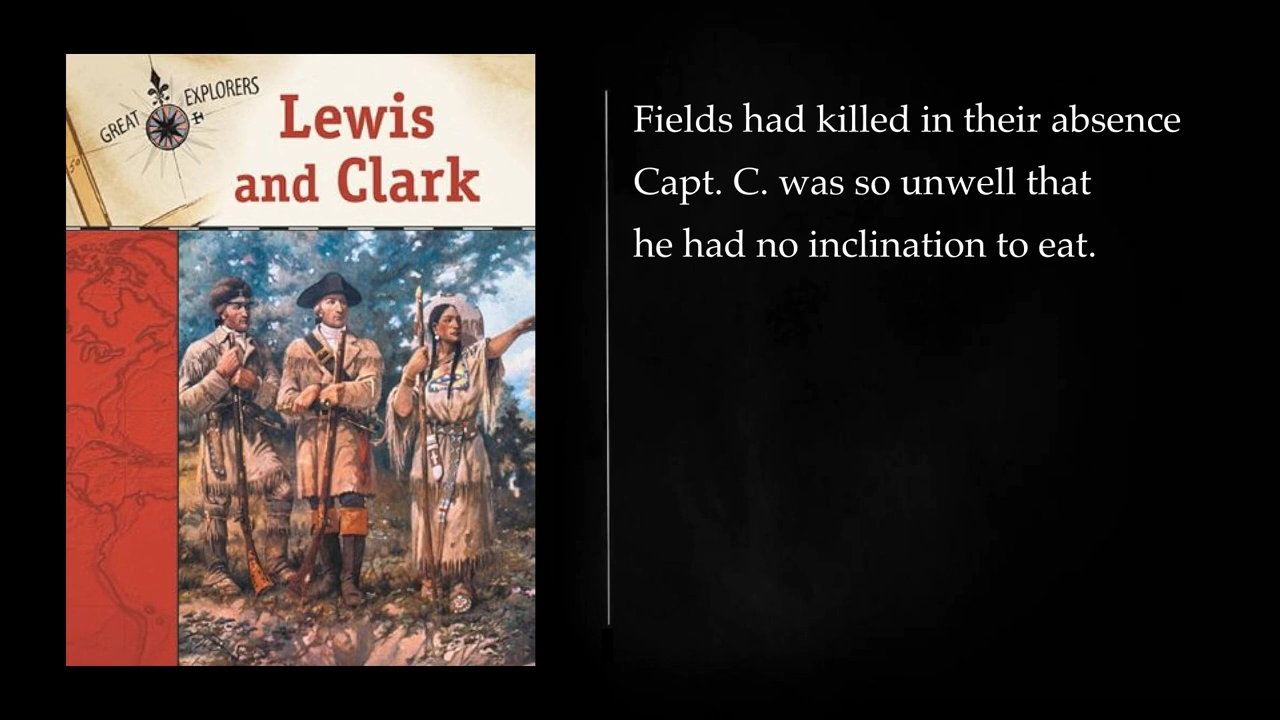 GREAT EXPLORERS
Lewis
and Clark
50
Fields had killed in their absence
Capt. C. was so unwell that
he had no inclination to eat.